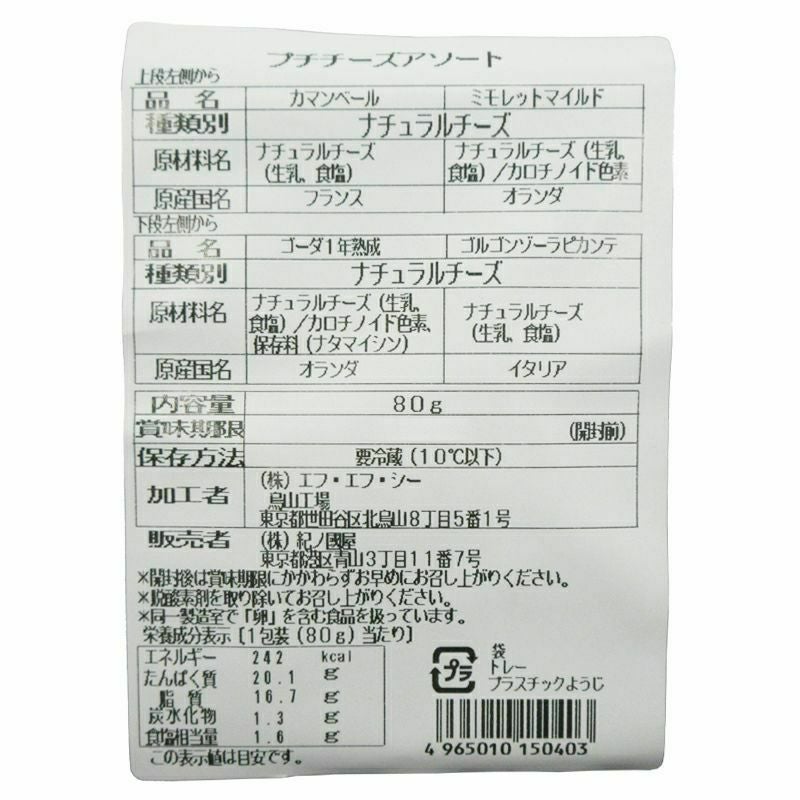 プチチーズアソート
上段左側から
品 名 カマンベール ミモレットマイルド
種類別 ナチュラルチーズ
原材料名 ナチュラルチーズ (生乳、食塩) ナチュラルチーズ (生乳、食塩) /カロチノイド色素
原産国名 フランス オランダ
下段左側から
品 名 ゴーダ1年熟成 ゴルゴンゾーラピカンテ
種類別 ナチュラルチーズ
原材料名 ナチュラルチーズ (生乳、食塩) /カロチノイド色素、保存料 (ナタマイシン) ナチュラルチーズ (生乳、食塩)
原産国名 オランダ イタリア
内容量 80g
賞味期限 (開封前)
保存方法 要冷蔵 (10℃以下)
加工者 (株) エフ・エフ・シー
烏山工場
東京都世田谷区北烏山8丁目5番1号
販売者 (株) 紀ノ國屋
東京都港区青山3丁目11番7号
*開封後は賞味期限にかかわらずお早めにお召し上がりください。
*脱酸素剤を取り除いてお召し上がりください。
*同一製造室で「卵」を含む食品を扱っています。
栄養成分表示 [1包装 (80g) 当たり]
エネルギー 242 kcal
たんぱく質 20.1 g
脂 質 16.7 g
炭水化物 1.3 g
食塩相当量 1.6 g
この表示値は目安です。
プラ
袋
トレー
プラスチックようじ
4 965010 150403